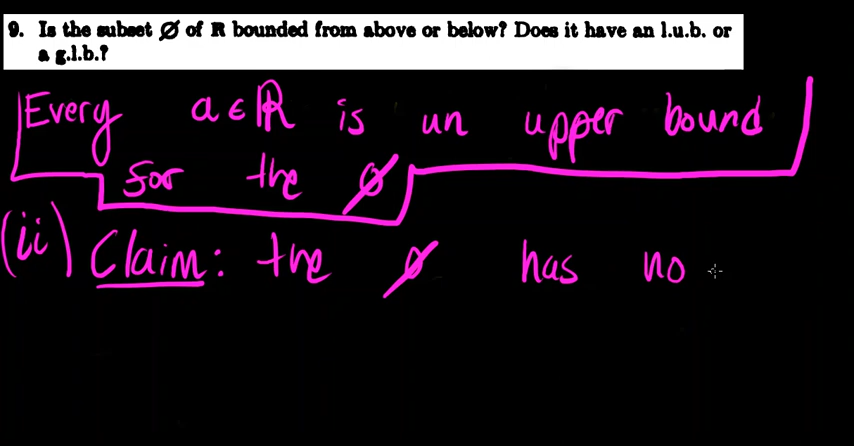 9. Is the subset ∅ of R bounded from above or below? Does it have an l.u.b. or
a g.l.b.?
Every a ∈ ℝ is un upper bound
for the ∅
(ii) Claim: the ∅ has no